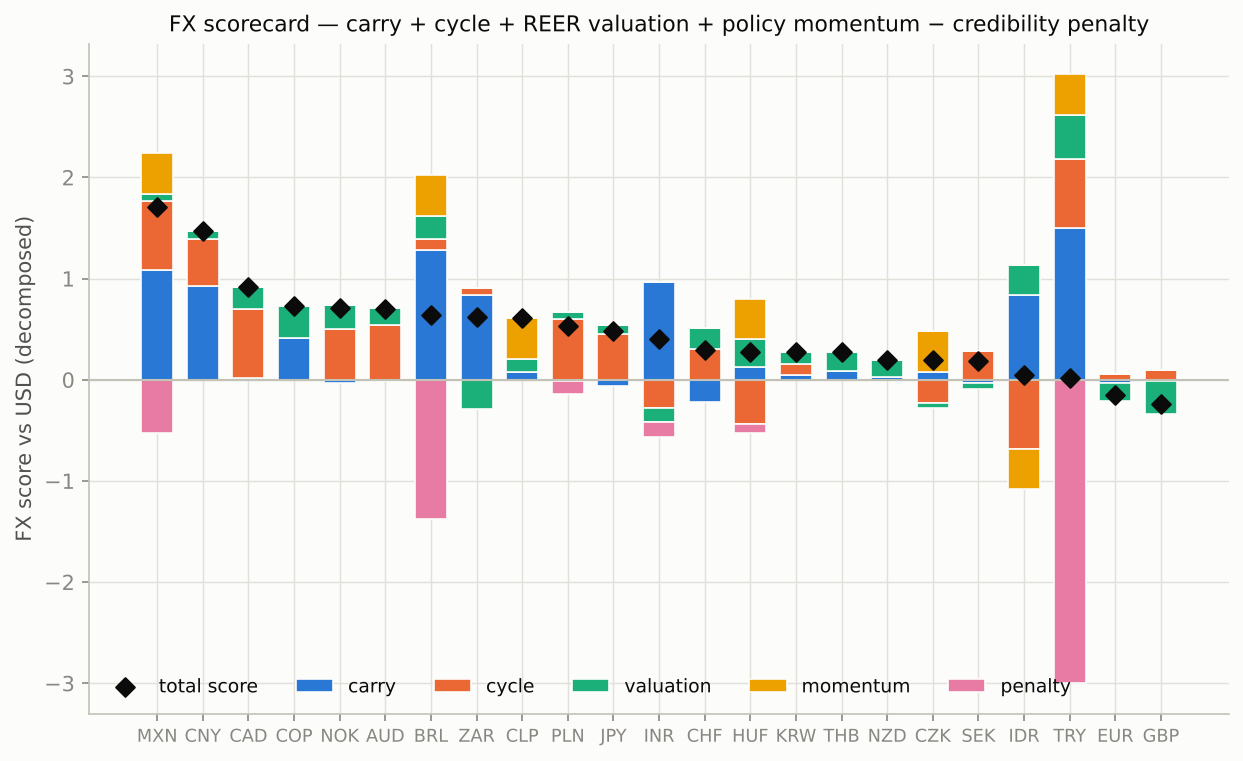 FX scorecard — carry + cycle + REER valuation + policy momentum − credibility penalty
FX score vs USD (decomposed)
3
2
1
0
−1
−2
−3
total score carry cycle valuation momentum penalty
MXN CNY CAD COP NOK AUD BRL ZAR CLP PLN JPY INR CHF HUF KRW THB NZD CZK SEK IDR TRY EUR GBP